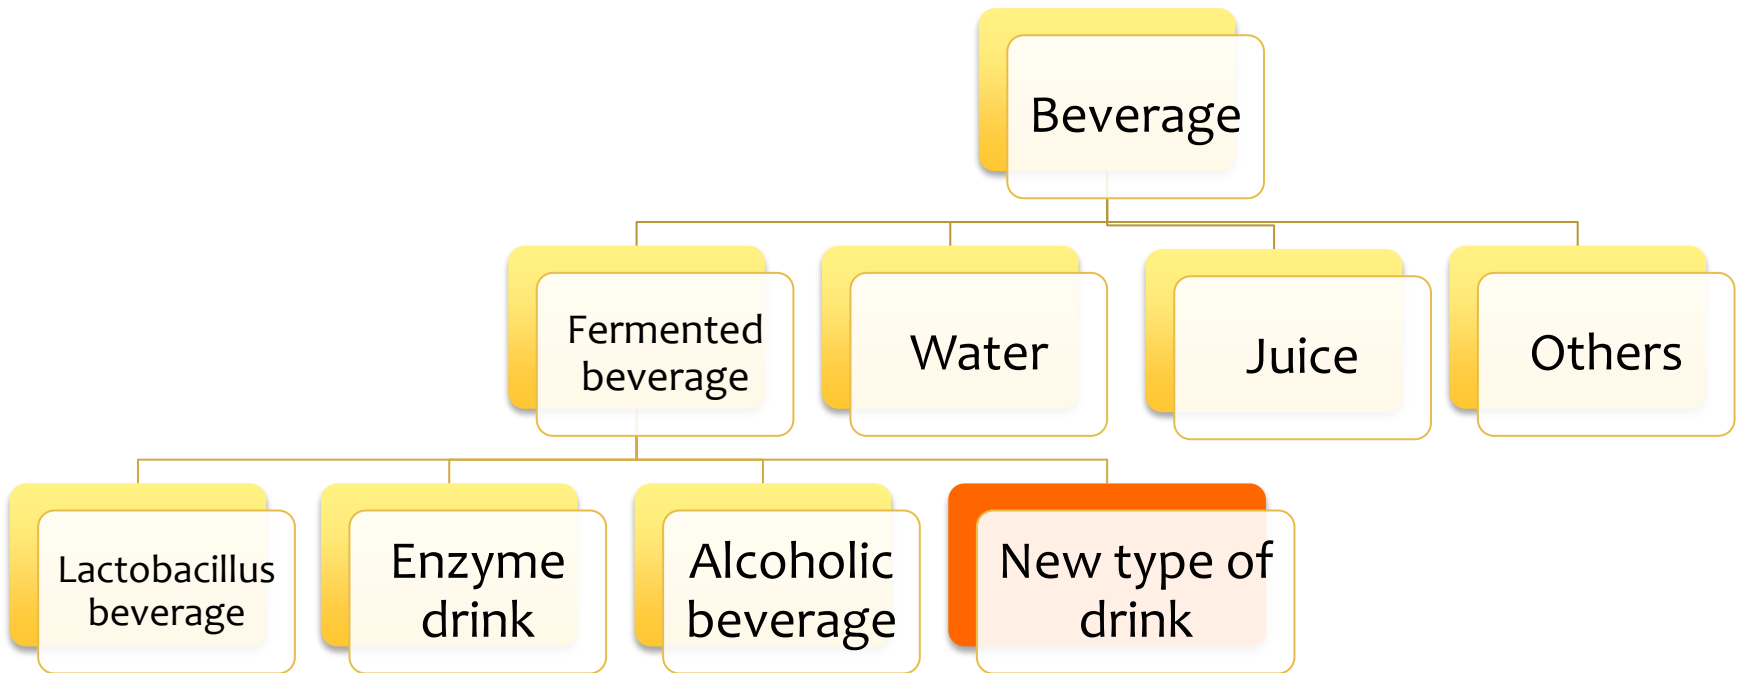 Beverage
Fermented
beverage
Water
Juice
Others
Lactobacillus
beverage
Enzyme
drink
Alcoholic
beverage
New type of
drink